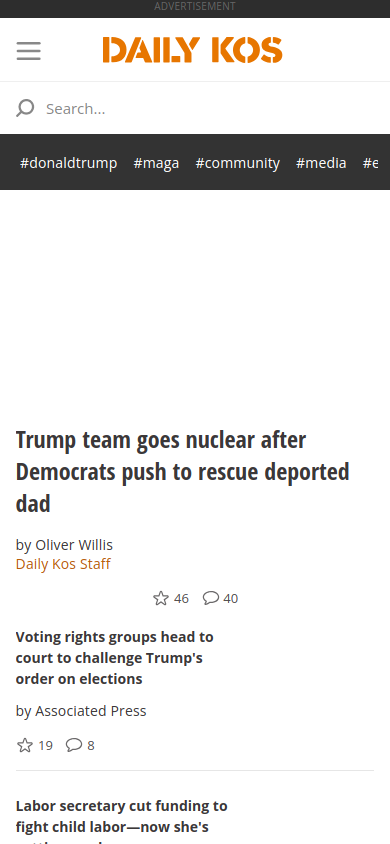 ADVERTISEMENT
DAILY KOS
Search...
#donaldtrump #maga #community #media #e
Trump team goes nuclear after
Democrats push to rescue deported
dad
by Oliver Willis
Daily Kos Staff
46 40
Voting rights groups head to
court to challenge Trump's
order on elections
by Associated Press
19 8
Labor secretary cut funding to
fight child labor—now she's